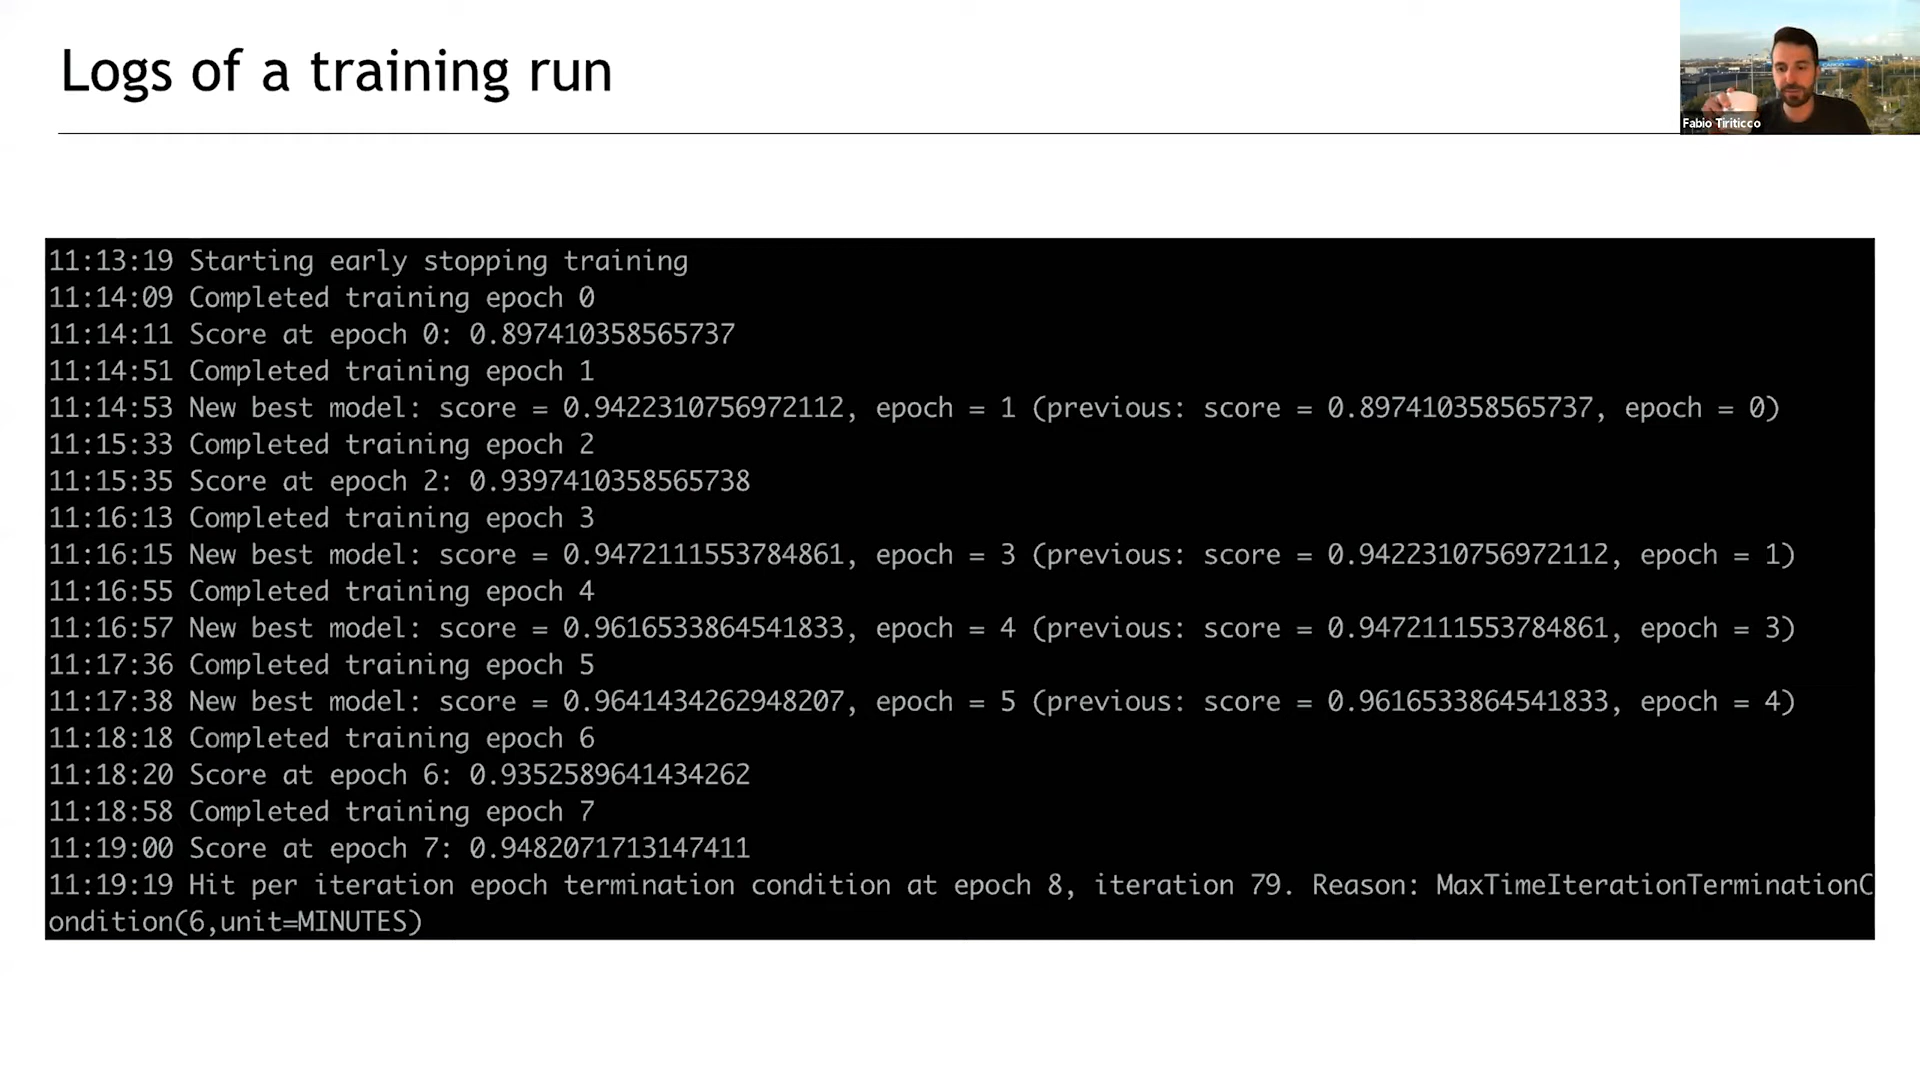 Logs of a training run
Fabio Tiriticco
11:13:19 Starting early stopping training
11:14:09 Completed training epoch 0
11:14:11 Score at epoch 0: 0.897410358565737
11:14:51 Completed training epoch 1
11:14:53 New best model: score = 0.9422310756972112, epoch = 1 (previous: score = 0.897410358565737, epoch = 0)
11:15:33 Completed training epoch 2
11:15:35 Score at epoch 2: 0.9397410358565738
11:16:13 Completed training epoch 3
11:16:15 New best model: score = 0.9472111553784861, epoch = 3 (previous: score = 0.9422310756972112, epoch = 1)
11:16:55 Completed training epoch 4
11:16:57 New best model: score = 0.9616533864541833, epoch = 4 (previous: score = 0.9472111553784861, epoch = 3)
11:17:36 Completed training epoch 5
11:17:38 New best model: score = 0.9641434262948207, epoch = 5 (previous: score = 0.9616533864541833, epoch = 4)
11:18:18 Completed training epoch 6
11:18:20 Score at epoch 6: 0.9352589641434262
11:18:58 Completed training epoch 7
11:19:00 Score at epoch 7: 0.9482071713147411
11:19:19 Hit per iteration epoch termination condition at epoch 8, iteration 79. Reason: MaxTimeIterationTerminationC
ondition(6,unit=MINUTES)